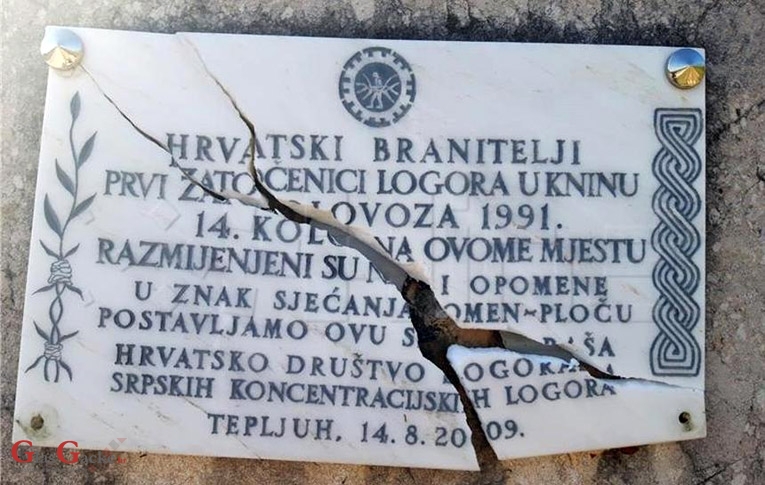 HRVATSKI BRANITELJI
PRVI ZATOČENICI LOGORA U KNINU
14. KOLOVOZA 1991.
RAZMIJENJENI SU NA OVOME MJESTU
U ZNAK SJEĆANJA I OPOMENE
POSTAVLJAMO OVU SPOMEN-PLOČU
HRVATSKO DRUŠTVO LOGORAŠA
SRPSKIH KONCENTRACIJSKIH LOGORA
TEPLJUH, 14. 8. 2009.